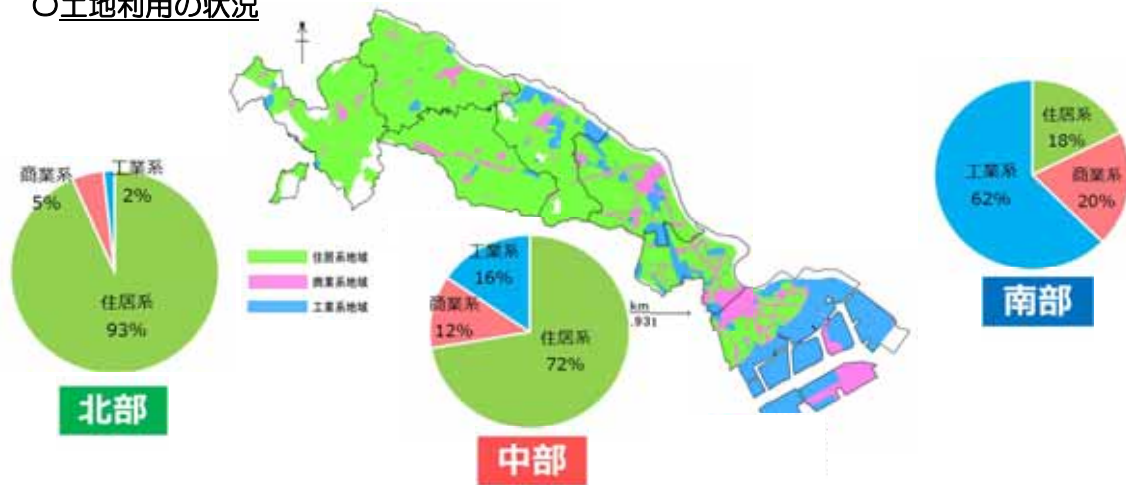 ○土地利用の状況
商業系
5%
工業系
2%
住居系
93%
北部
住居系地域
商業系地域
工業系地域
工業系
16%
商業系
12%
住居系
72%
中部
km
住居系
18%
工業系
62%
商業系
20%
南部